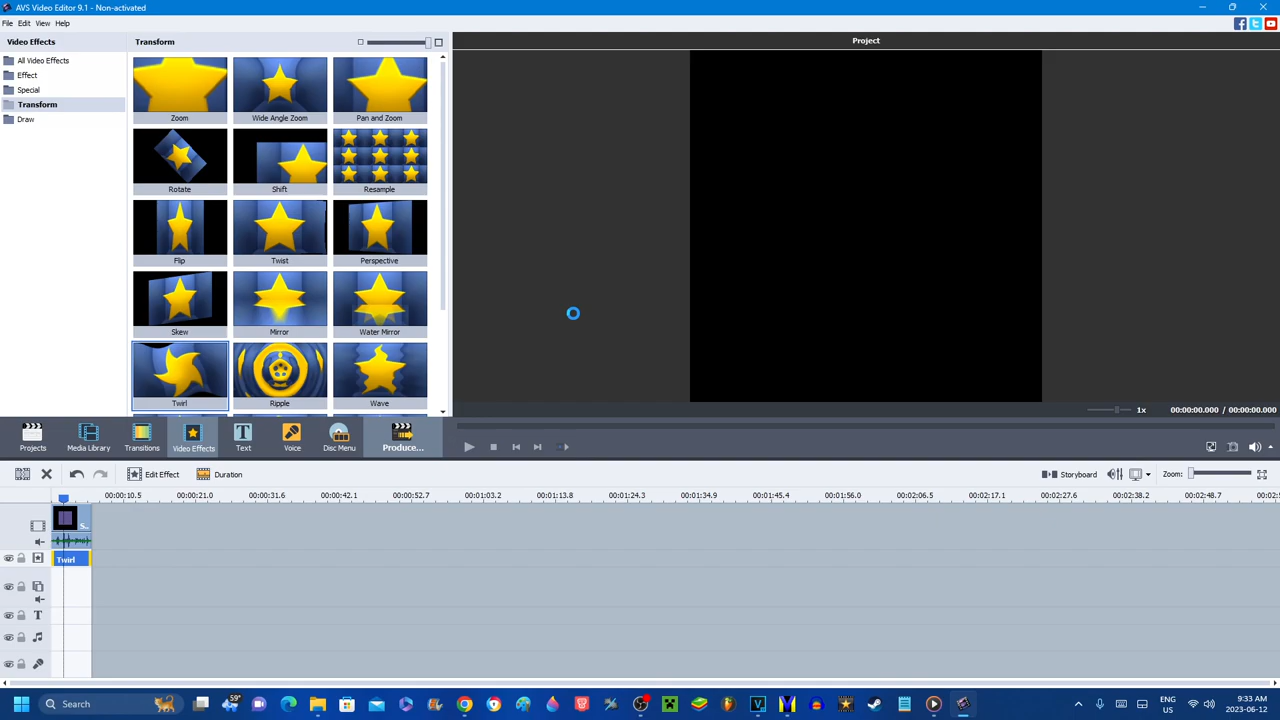 AVS Video Editor 9.1 - Non-activated
File Edit View Help
Video Effects
Transform
Project
All Video Effects
Effect
Special
Transform
Draw
Zoom
Wide Angle Zoom
Pan and Zoom
Rotate
Shift
Resample
Flip
Twist
Perspective
Skew
Mirror
Water Mirror
Twirl
Ripple
Wave
1x
00:00:00.000 / 00:00:00.000
Projects
Media Library
Transitions
Video Effects
Text
Voice
Disc Menu
Produce...
Edit Effect
Duration
Storyboard
Zoom:
00:00:10.5 00:00:21.0 00:00:31.6 00:00:42.1 00:00:52.7 00:01:03.2 00:01:13.8 00:01:24.3 00:01:34.9 00:01:45.4 00:01:56.0 00:02:06.5 00:02:17.1 00:02:27.6 00:02:38.2 00:02:48.7 00:02:5
S...
Twirl
T
Search
59°
ENG
US
9:33 AM
2023-06-12